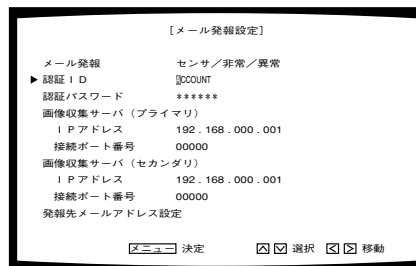 [メール発報設定]
メール発報 センサ／非常／異常
▶ 認証ＩＤ ACCOUNT
認証パスワード ******
画像収集サーバ（プライマリ）
ＩＰアドレス 192．168．000．001
接続ポート番号 00000
画像収集サーバ（セカンダリ）
ＩＰアドレス 192．168．000．001
接続ポート番号 00000
発報先メールアドレス設定
メニュー 決定 ∧ ∨ 選択 < > 移動